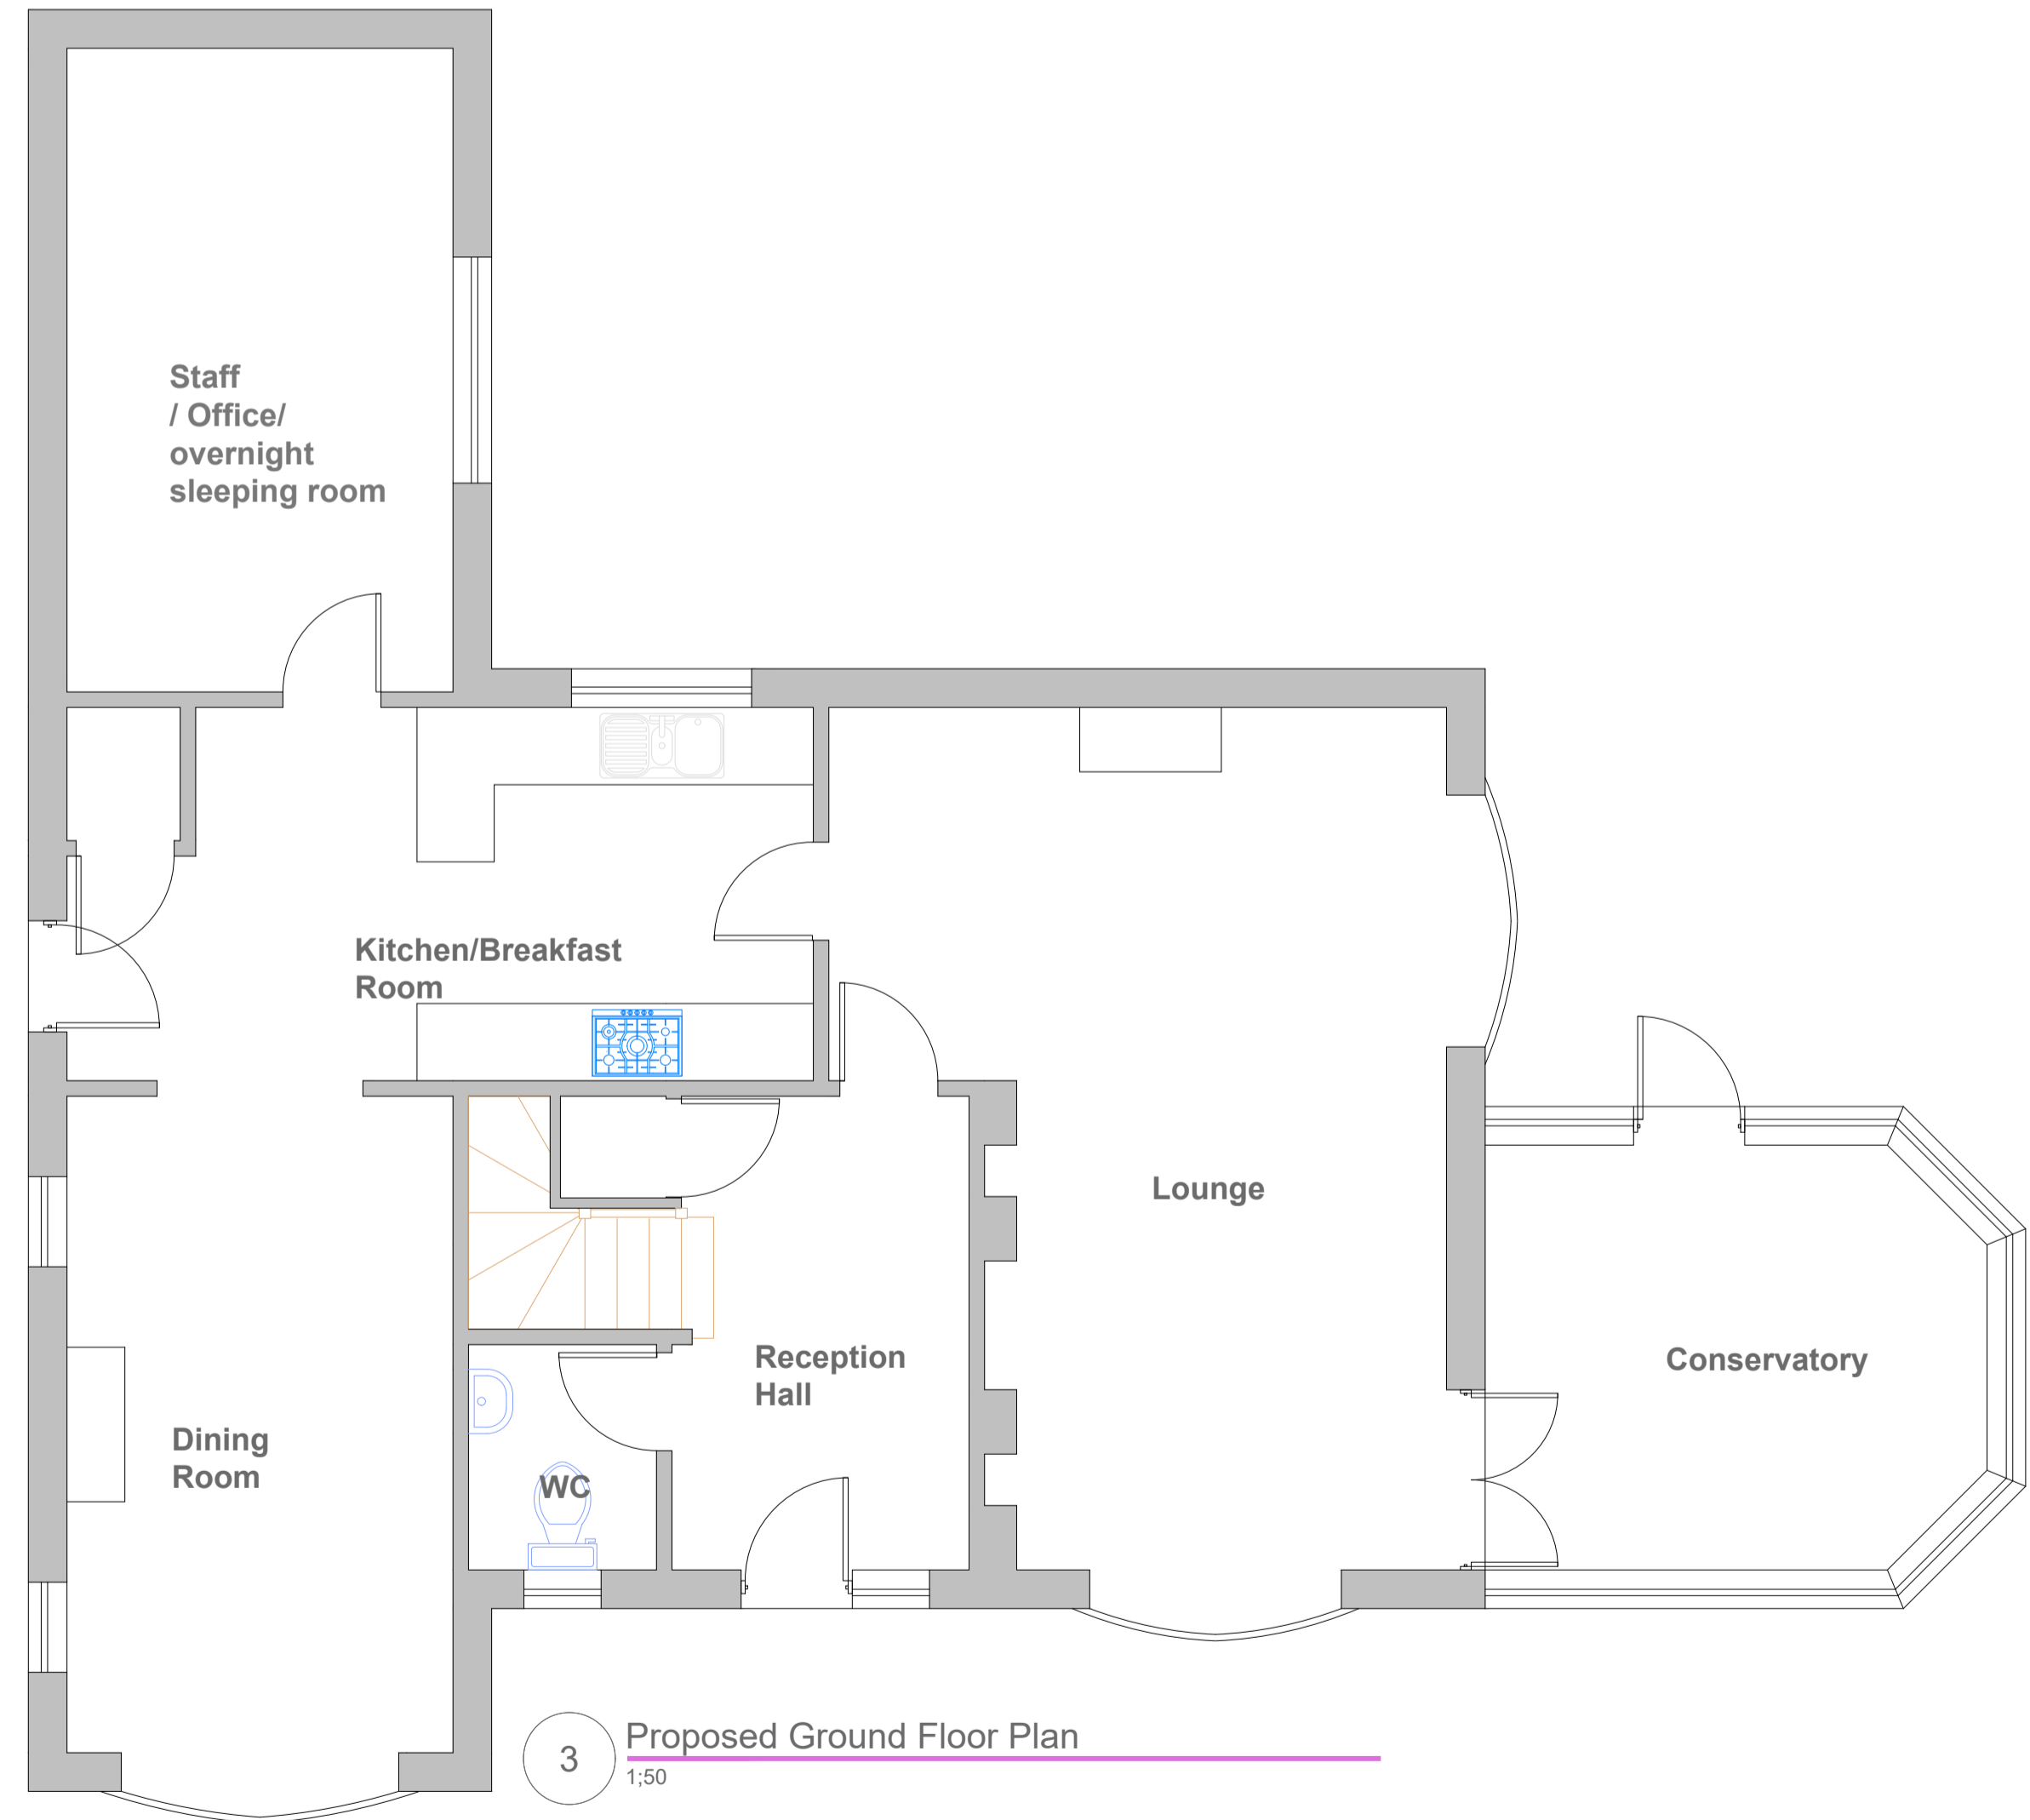 Staff
/ Office/
overnight
sleeping room
Kitchen/Breakfast
Room
Lounge
Reception
Hall
Conservatory
Dining
Room
WC
3
Proposed Ground Floor Plan
1;50